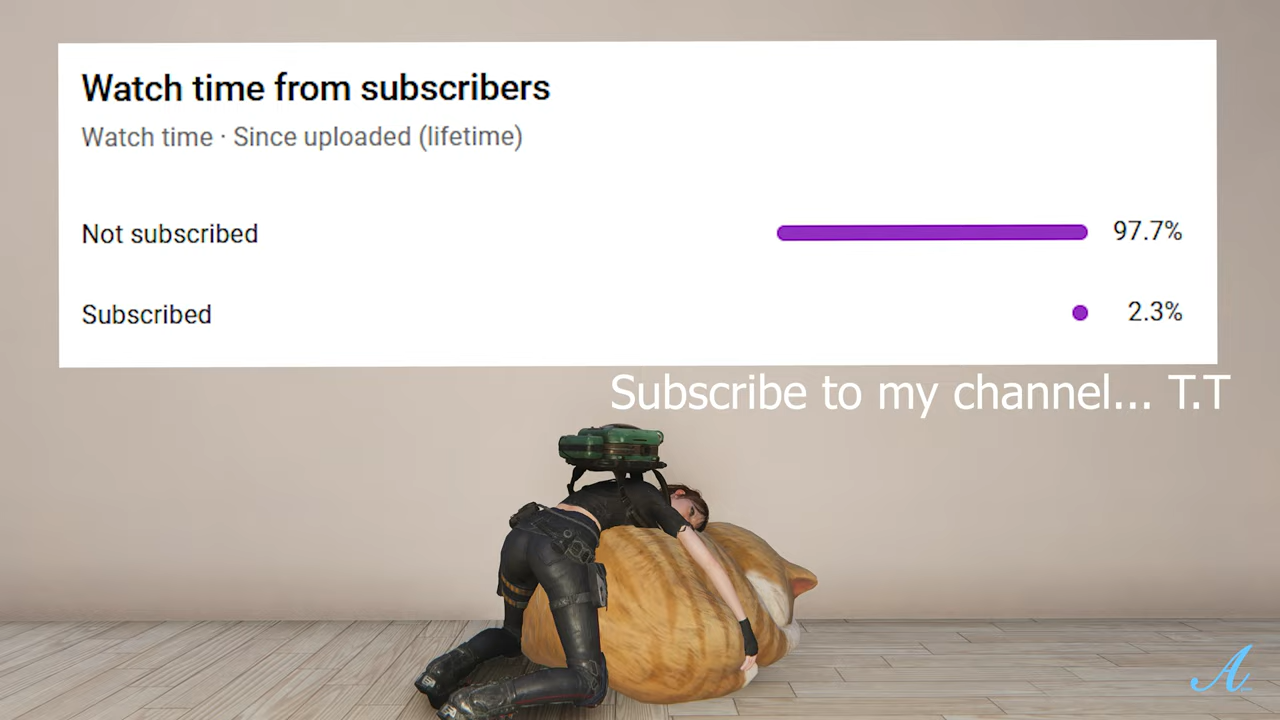 Watch time from subscribers
Watch time · Since uploaded (lifetime)
Not subscribed 97.7%
Subscribed 2.3%
Subscribe to my channel... T.T
A